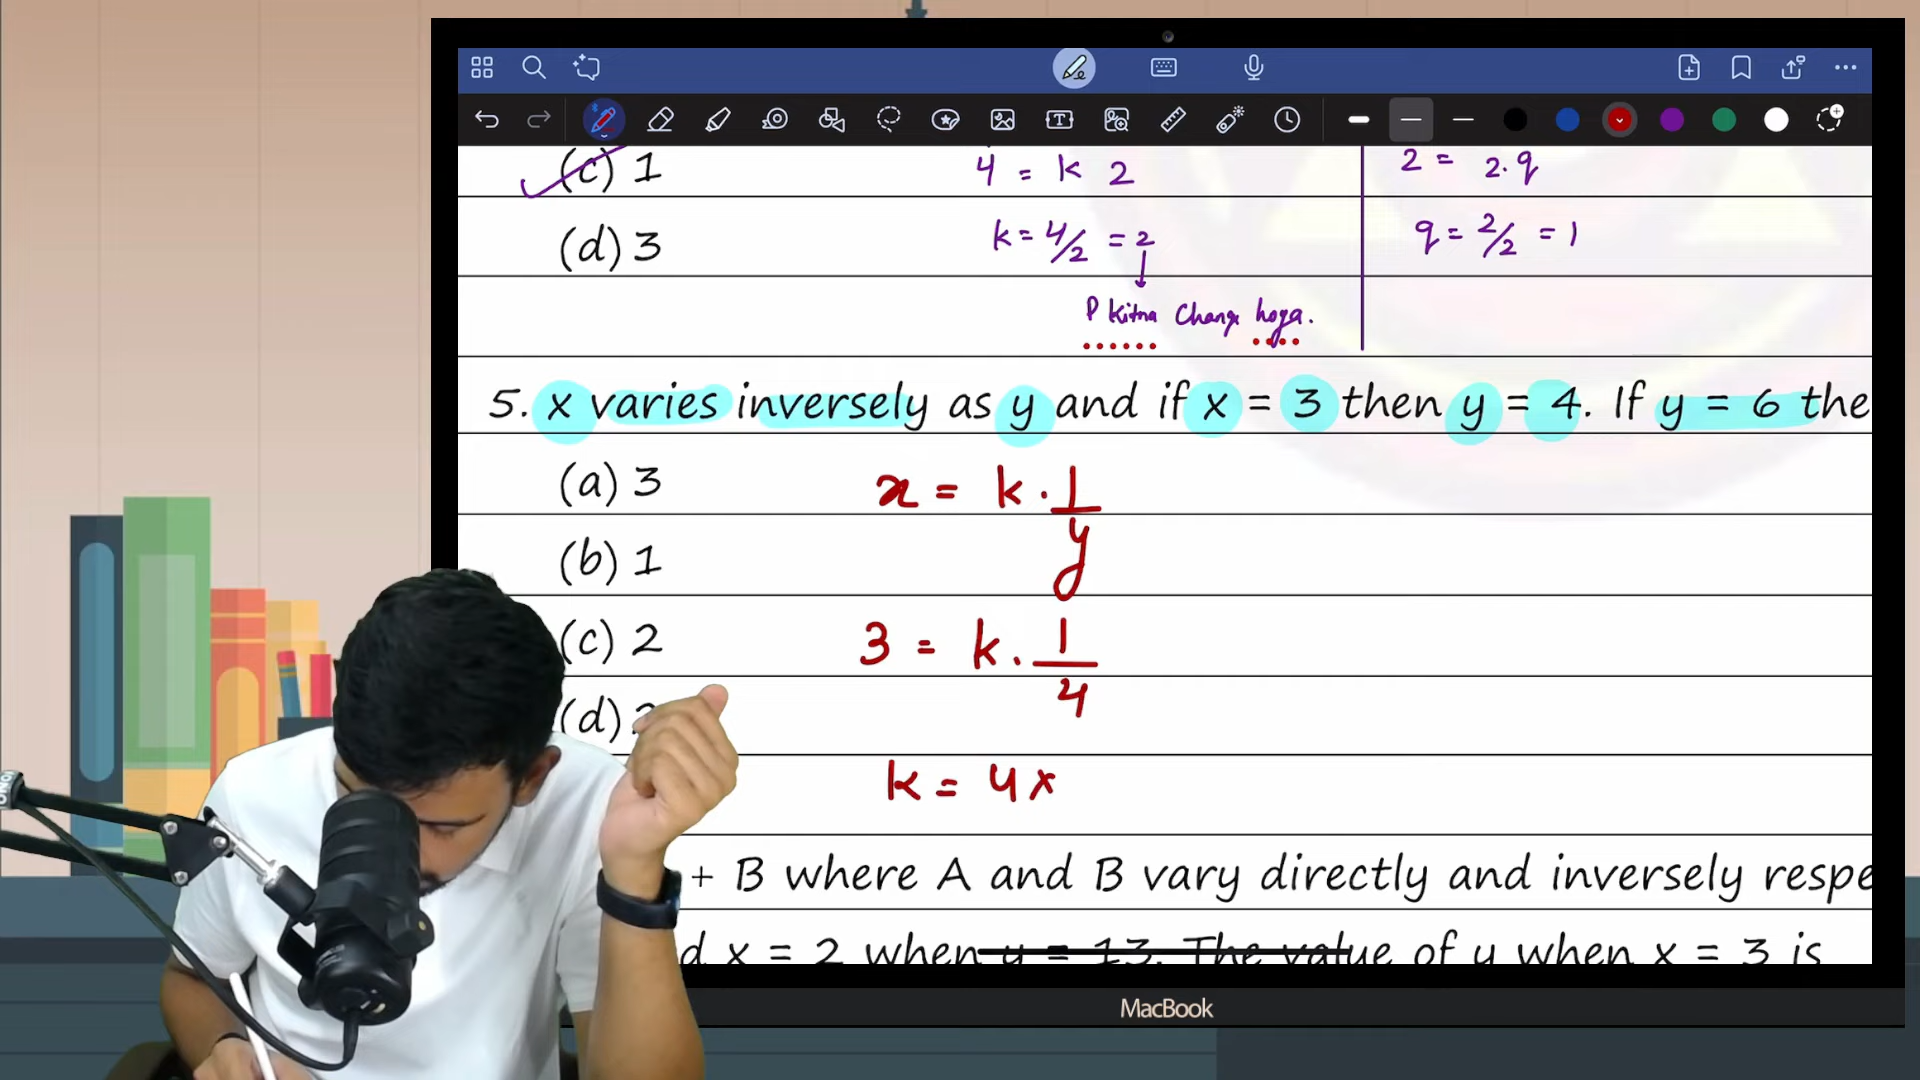 (c) 1
4 = k 2
2 = 2.q
(d) 3
k = 4/2 = 2
q = 2/2 = 1
P kitna Change hoga.
5. x varies inversely as y and if x = 3 then y = 4. If y = 6 the
(a) 3
x = k . 1/y
(b) 1
(c) 2
3 = k . 1/4
(d)
k = 4 x
+ B where A and B vary directly and inversely respe
d x = 2 when y = 13. The value of y when x = 3 is
MacBook